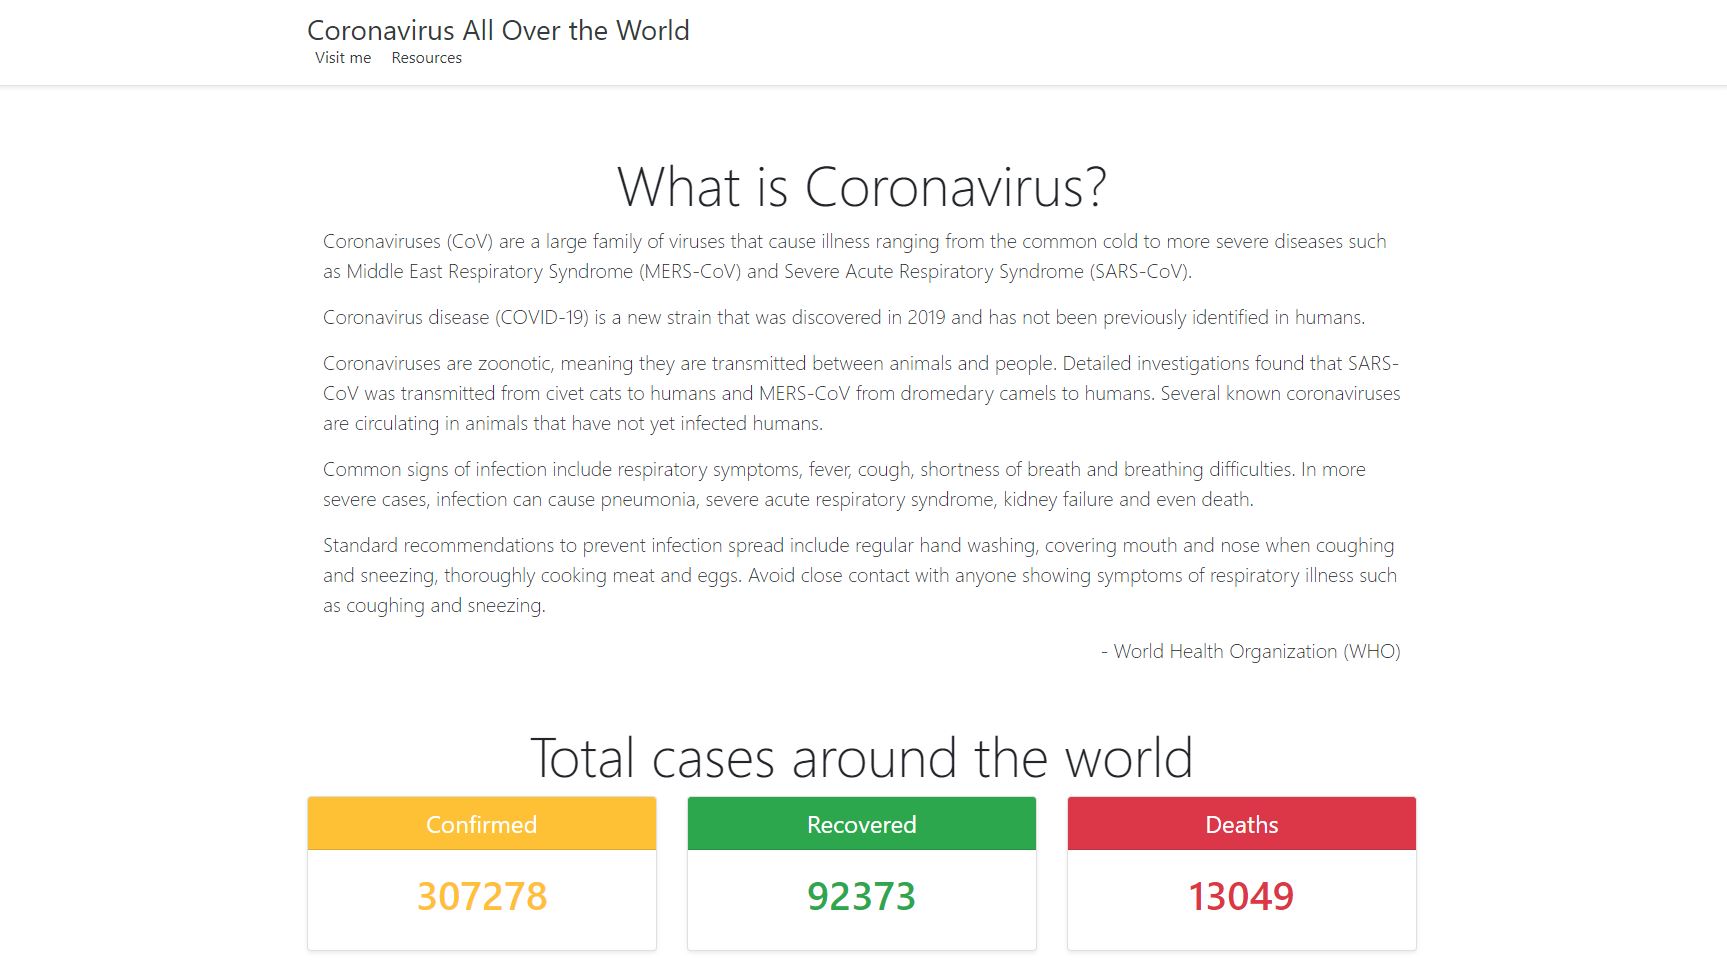 Coronavirus All Over the World
Visit me Resources
What is Coronavirus?
Coronaviruses (CoV) are a large family of viruses that cause illness ranging from the common cold to more severe diseases such
as Middle East Respiratory Syndrome (MERS-CoV) and Severe Acute Respiratory Syndrome (SARS-CoV).
Coronavirus disease (COVID-19) is a new strain that was discovered in 2019 and has not been previously identified in humans.
Coronaviruses are zoonotic, meaning they are transmitted between animals and people. Detailed investigations found that SARS-
CoV was transmitted from civet cats to humans and MERS-CoV from dromedary camels to humans. Several known coronaviruses
are circulating in animals that have not yet infected humans.
Common signs of infection include respiratory symptoms, fever, cough, shortness of breath and breathing difficulties. In more
severe cases, infection can cause pneumonia, severe acute respiratory syndrome, kidney failure and even death.
Standard recommendations to prevent infection spread include regular hand washing, covering mouth and nose when coughing
and sneezing, thoroughly cooking meat and eggs. Avoid close contact with anyone showing symptoms of respiratory illness such
as coughing and sneezing.
- World Health Organization (WHO)
Total cases around the world
Confirmed Recovered Deaths
307278 92373 13049